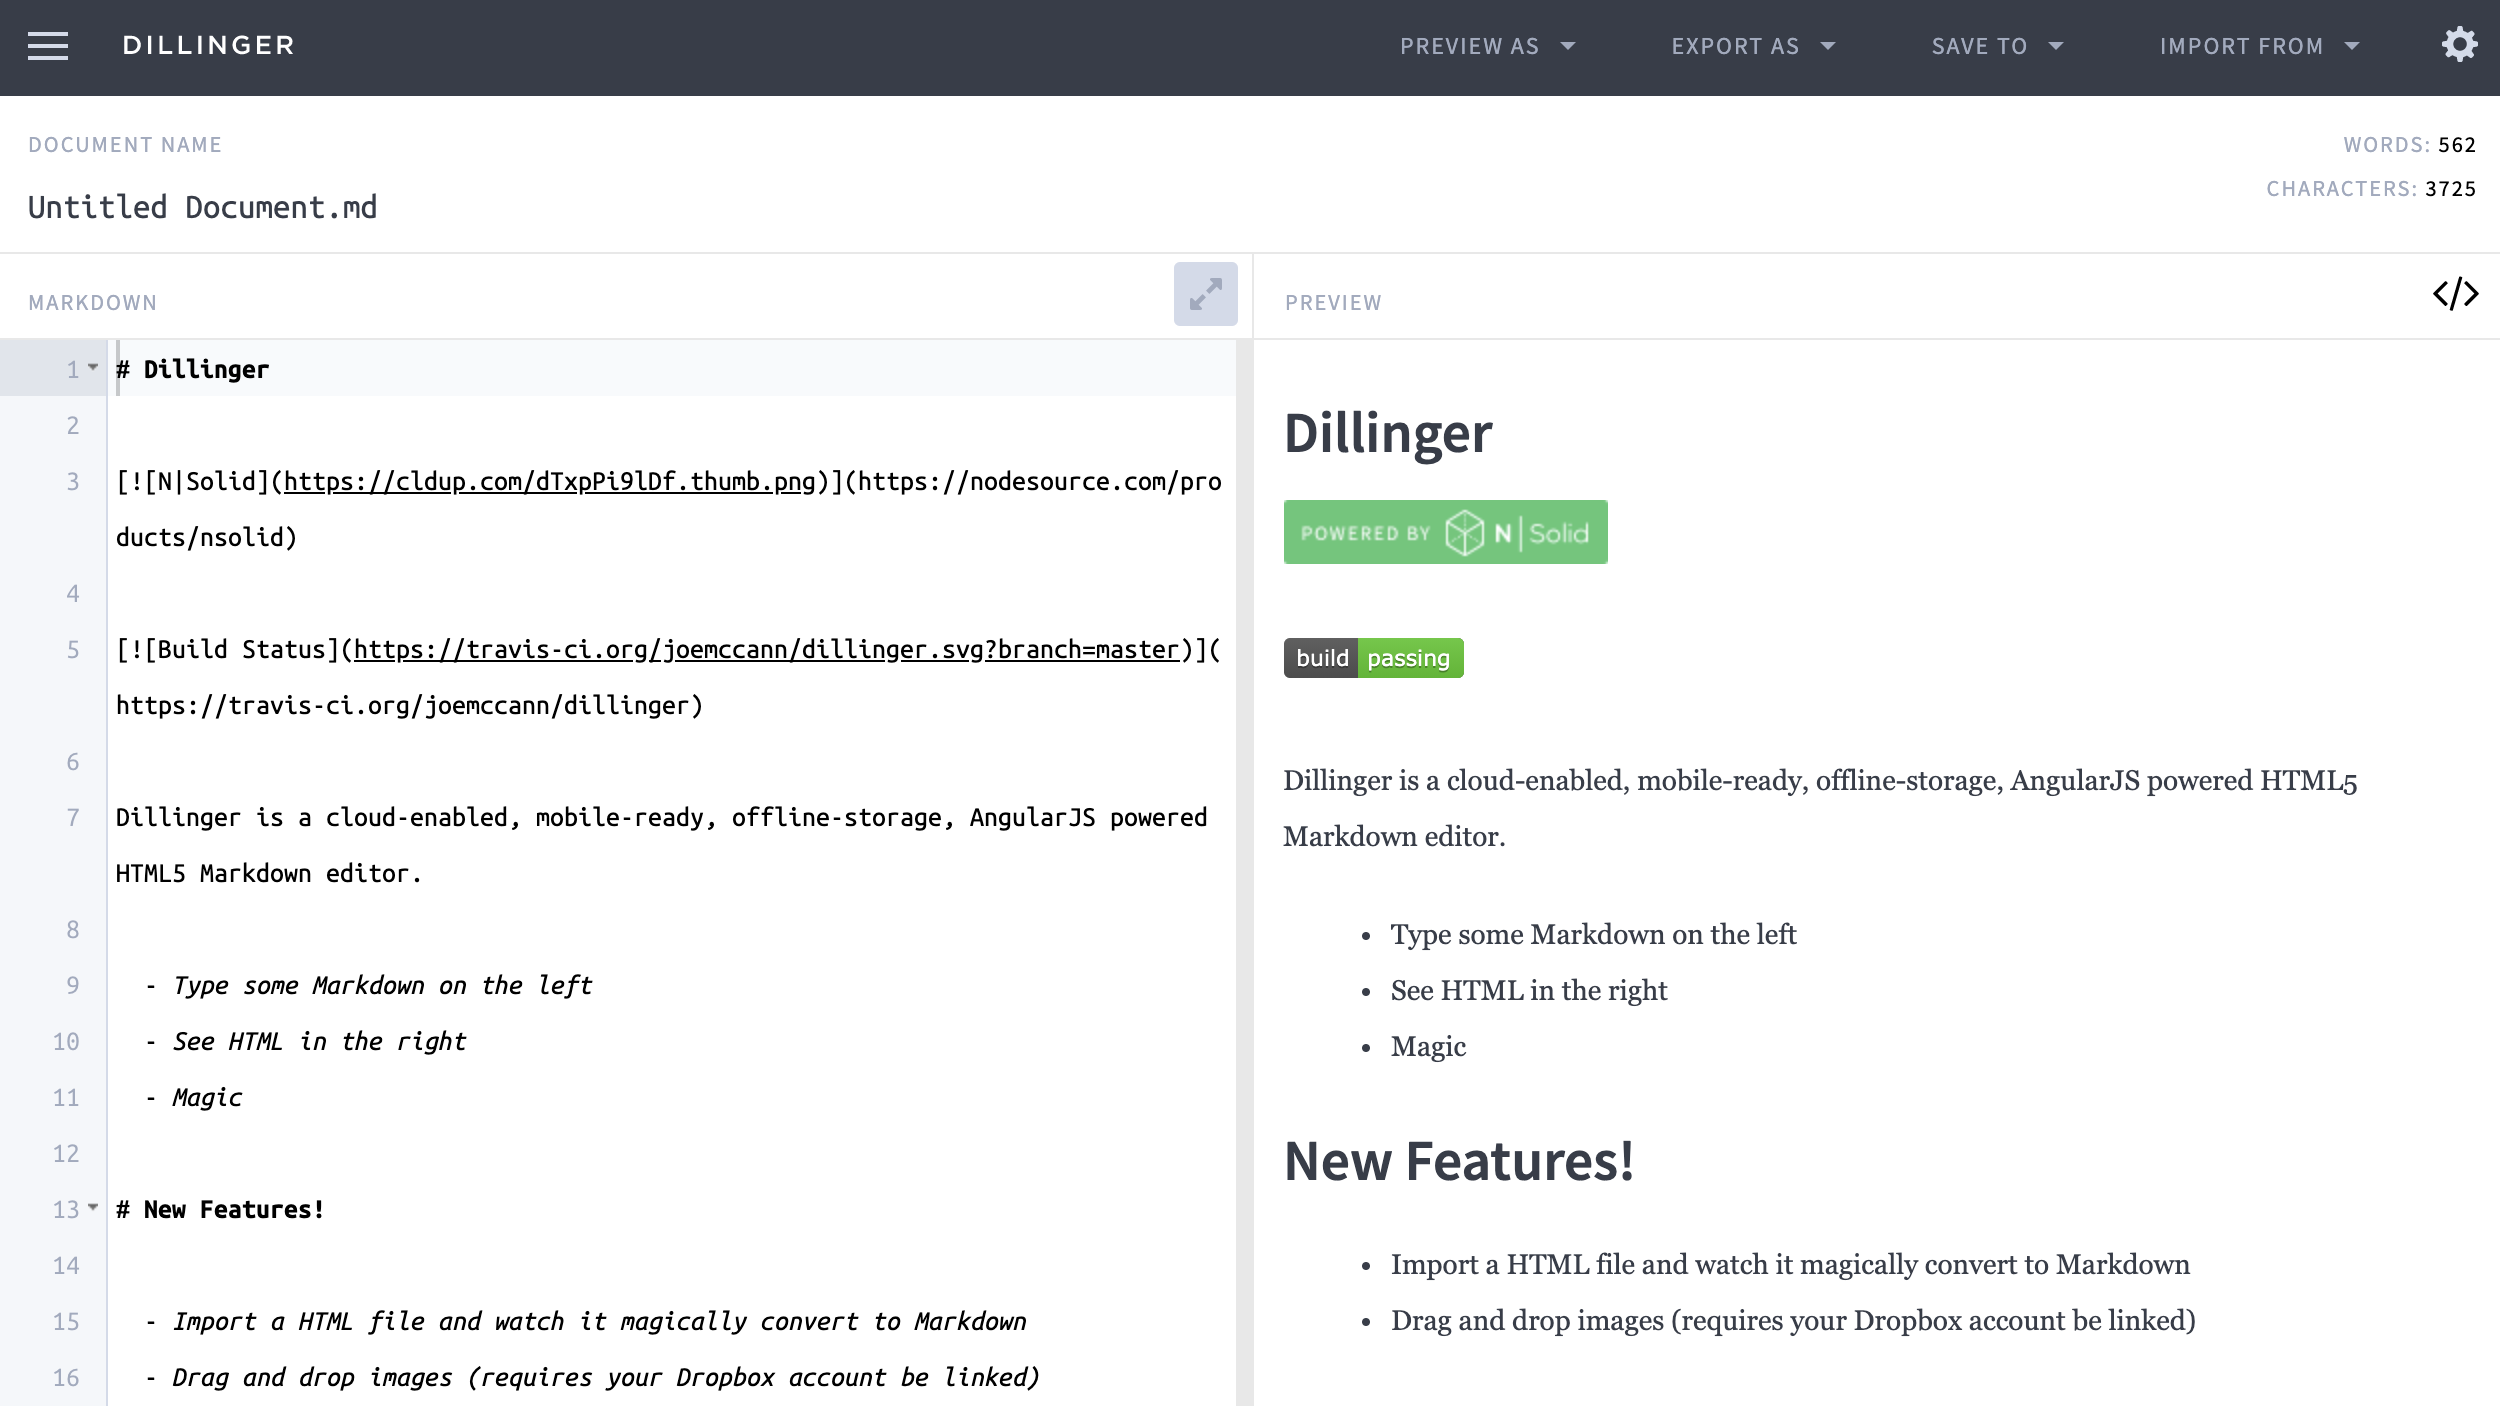 DILLINGER
PREVIEW AS
EXPORT AS
SAVE TO
IMPORT FROM
DOCUMENT NAME
Untitled Document.md
WORDS: 562
CHARACTERS: 3725
MARKDOWN
1 # Dillinger
2
3 [![N|Solid](https://cldup.com/dTxpPi9lDf.thumb.png)](https://nodesource.com/pro
ducts/nsolid)
4
5 [![Build Status](https://travis-ci.org/joemccann/dillinger.svg?branch=master)](
https://travis-ci.org/joemccann/dillinger)
6
7 Dillinger is a cloud-enabled, mobile-ready, offline-storage, AngularJS powered
HTML5 Markdown editor.
8
9 - Type some Markdown on the left
10 - See HTML in the right
11 - Magic
12
13 # New Features!
14
15 - Import a HTML file and watch it magically convert to Markdown
16 - Drag and drop images (requires your Dropbox account be linked)
PREVIEW
</>
Dillinger
POWERED BY N|Solid
build passing
Dillinger is a cloud-enabled, mobile-ready, offline-storage, AngularJS powered HTML5
Markdown editor.
• Type some Markdown on the left
• See HTML in the right
• Magic
New Features!
• Import a HTML file and watch it magically convert to Markdown
• Drag and drop images (requires your Dropbox account be linked)